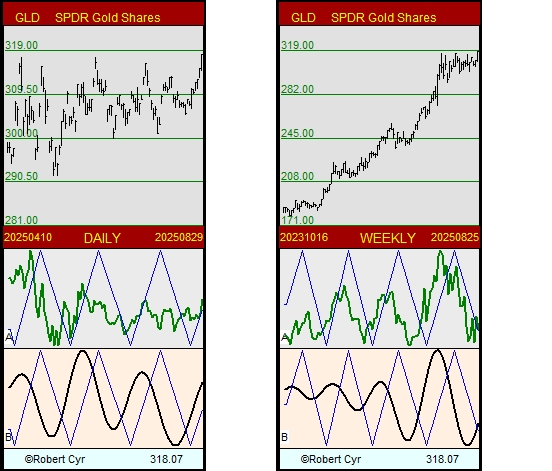 GLD SPDR Gold Shares
319.00
309.50
300.00
290.50
281.00
20250410 DAILY 20250829
A
B
©Robert Cyr 318.07
GLD SPDR Gold Shares
319.00
282.00
245.00
208.00
171.00
20231016 WEEKLY 20250825
A
B
©Robert Cyr 318.07